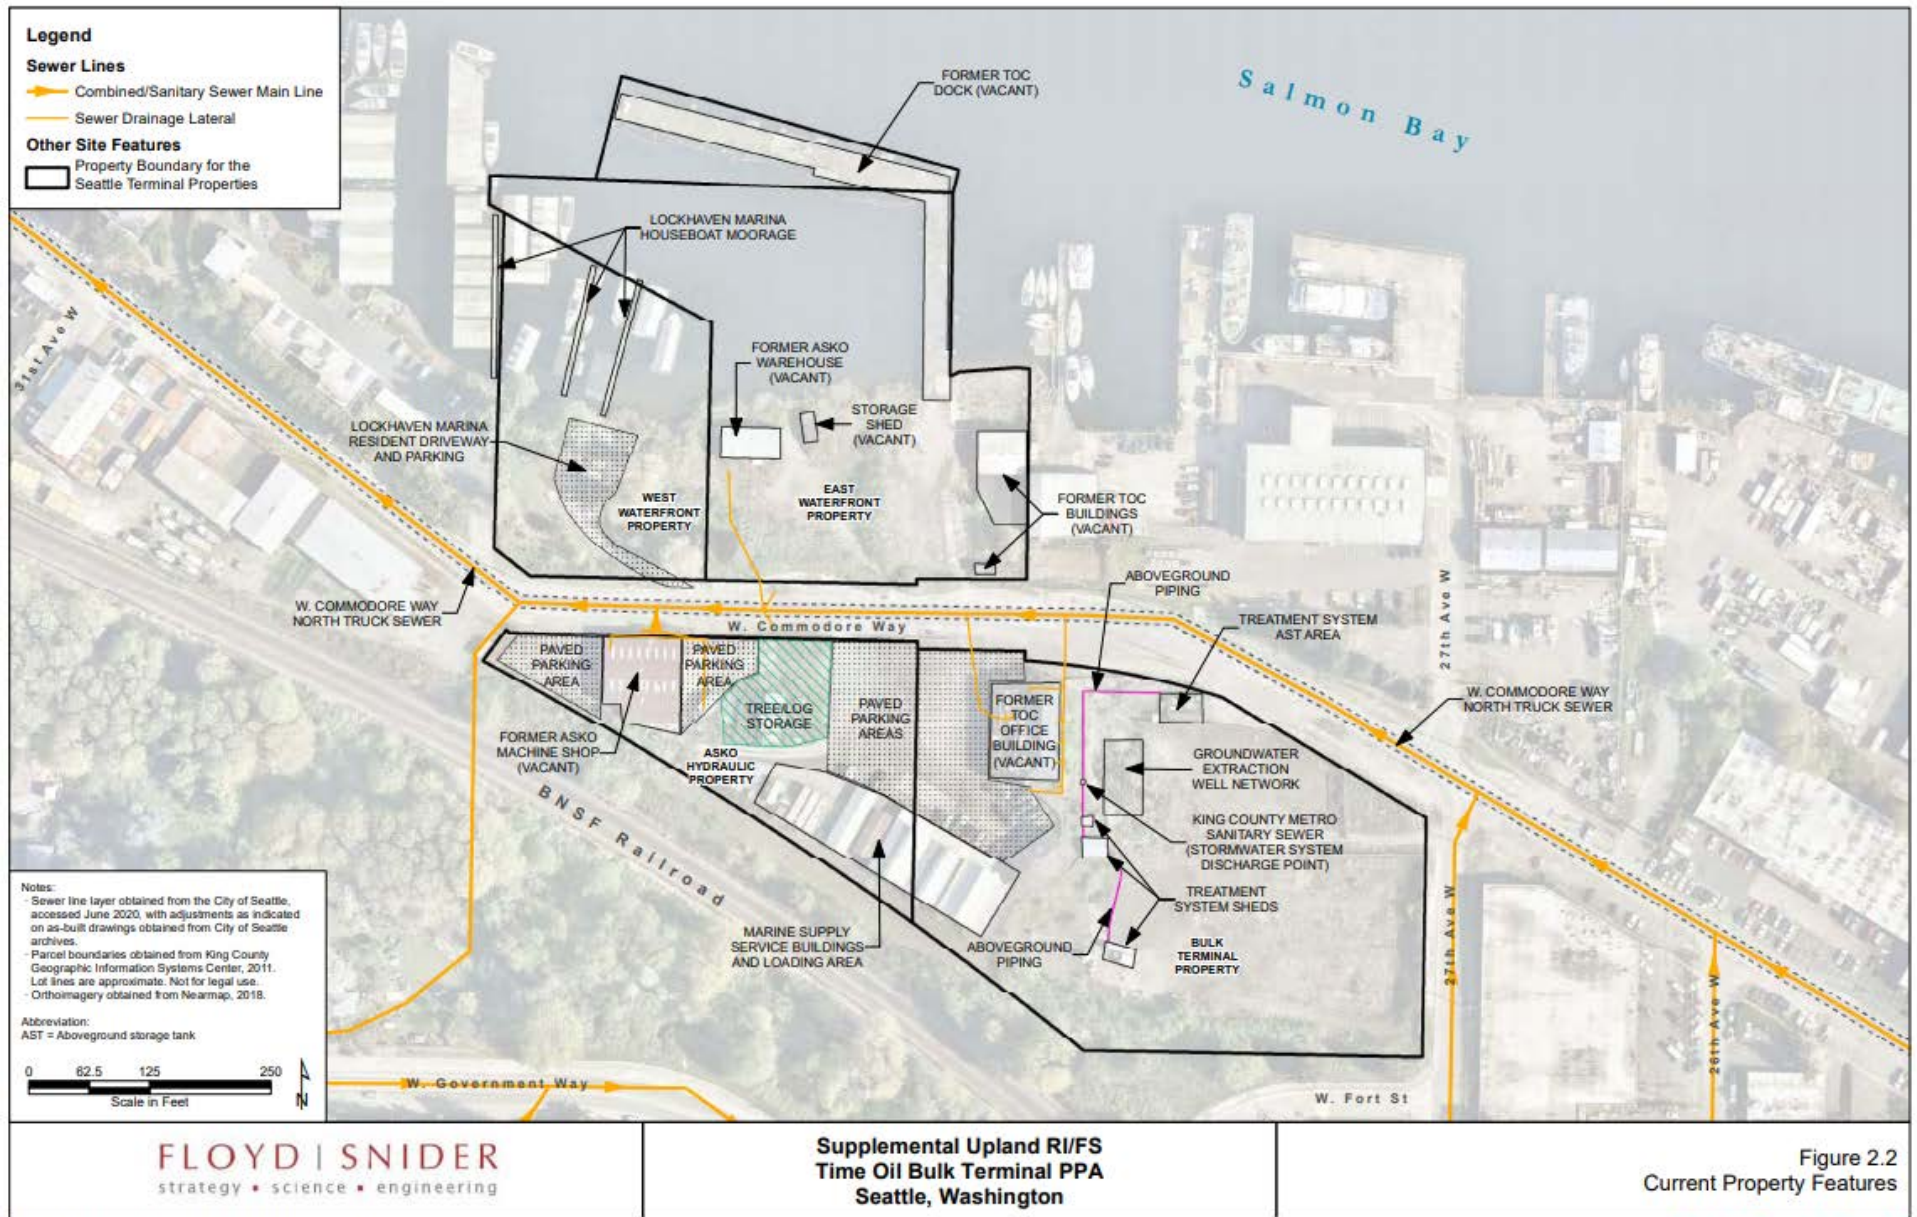 Legend
Sewer Lines
Combined/Sanitary Sewer Main Line
Sewer Drainage Lateral
Other Site Features
Property Boundary for the
Seattle Terminal Properties
Salmon Bay
FORMER TOC
DOCK (VACANT)
LOCKHAVEN MARINA
HOUSEBOAT MOORAGE
31st Ave W
FORMER ASKO
WAREHOUSE
(VACANT)
STORAGE
SHED
(VACANT)
LOCKHAVEN MARINA
RESIDENT DRIVEWAY
AND PARKING
WEST
WATERFRONT
PROPERTY
EAST
WATERFRONT
PROPERTY
FORMER TOC
BUILDINGS
(VACANT)
W. COMMODORE WAY
NORTH TRUCK SEWER
ABOVEGROUND
PIPING
TREATMENT SYSTEM
AST AREA
27th Ave W
W. Commodore Way
PAVED
PARKING
AREA
PAVED
PARKING
AREA
TREE/LOG
STORAGE
PAVED
PARKING
AREAS
FORMER
TOC
OFFICE
BUILDING
(VACANT)
W. COMMODORE WAY
NORTH TRUCK SEWER
FORMER ASKO
MACHINE SHOP
(VACANT)
ASKO
HYDRAULIC
PROPERTY
GROUNDWATER
EXTRACTION
WELL NETWORK
BNSF Railroad
KING COUNTY METRO
SANITARY SEWER
(STORMWATER SYSTEM
DISCHARGE POINT)
TREATMENT
SYSTEM SHEDS
MARINE SUPPLY
SERVICE BUILDINGS
AND LOADING AREA
ABOVEGROUND
PIPING
BULK
TERMINAL
PROPERTY
27th Ave W
26th Ave W
Notes:
- Sewer line layer obtained from the City of Seattle,
accessed June 2020, with adjustments as indicated
on as-built drawings obtained from City of Seattle
archives.
- Parcel boundaries obtained from King County
Geographic Information Systems Center, 2011.
Lot lines are approximate. Not for legal use.
- Orthoimagery obtained from Nearmap, 2018.
Abbreviation:
AST = Aboveground storage tank
0 62.5 125 250
Scale in Feet
N
W. Government Way
W. Fort St
FLOYD | SNIDER
strategy ▪ science ▪ engineering
Supplemental Upland RI/FS
Time Oil Bulk Terminal PPA
Seattle, Washington
Figure 2.2
Current Property Features